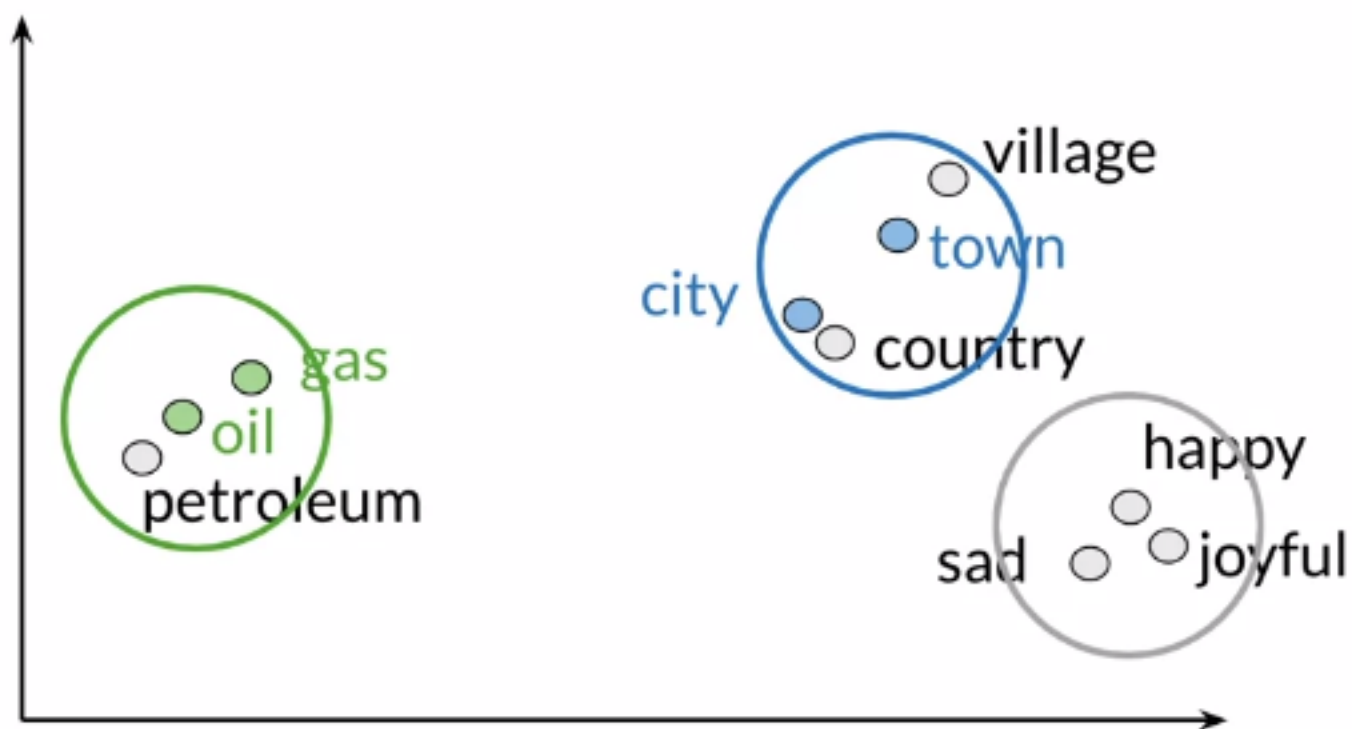 village
town
city
country
gas
oil
petroleum
happy
sad
joyful